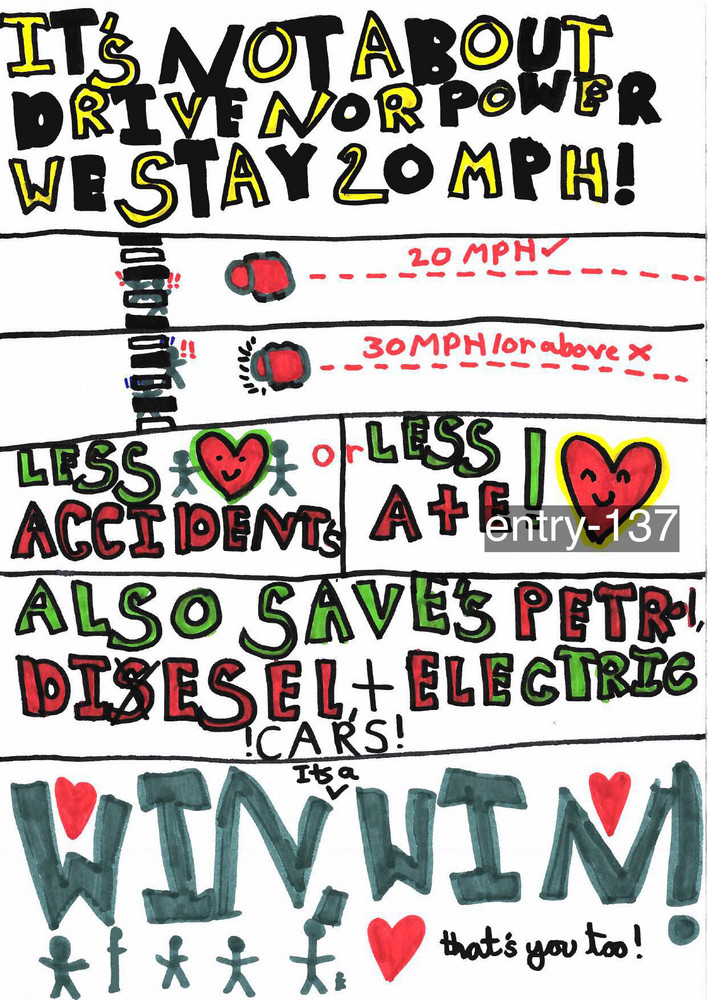 IT'S NOT ABOUT
DRIVE NOR POWER
WE STAY 20 MPH!
20 MPH ✓
!! !!
30 MPH/or above x
!!
LESS
ACCIDENTs
or
LESS !
A+E
entry-137
ALSO SAVE'S PETROl,
DISESEL, + ELECTRIC
!CARS!
Its a
WIN, WIN!
that's you too!